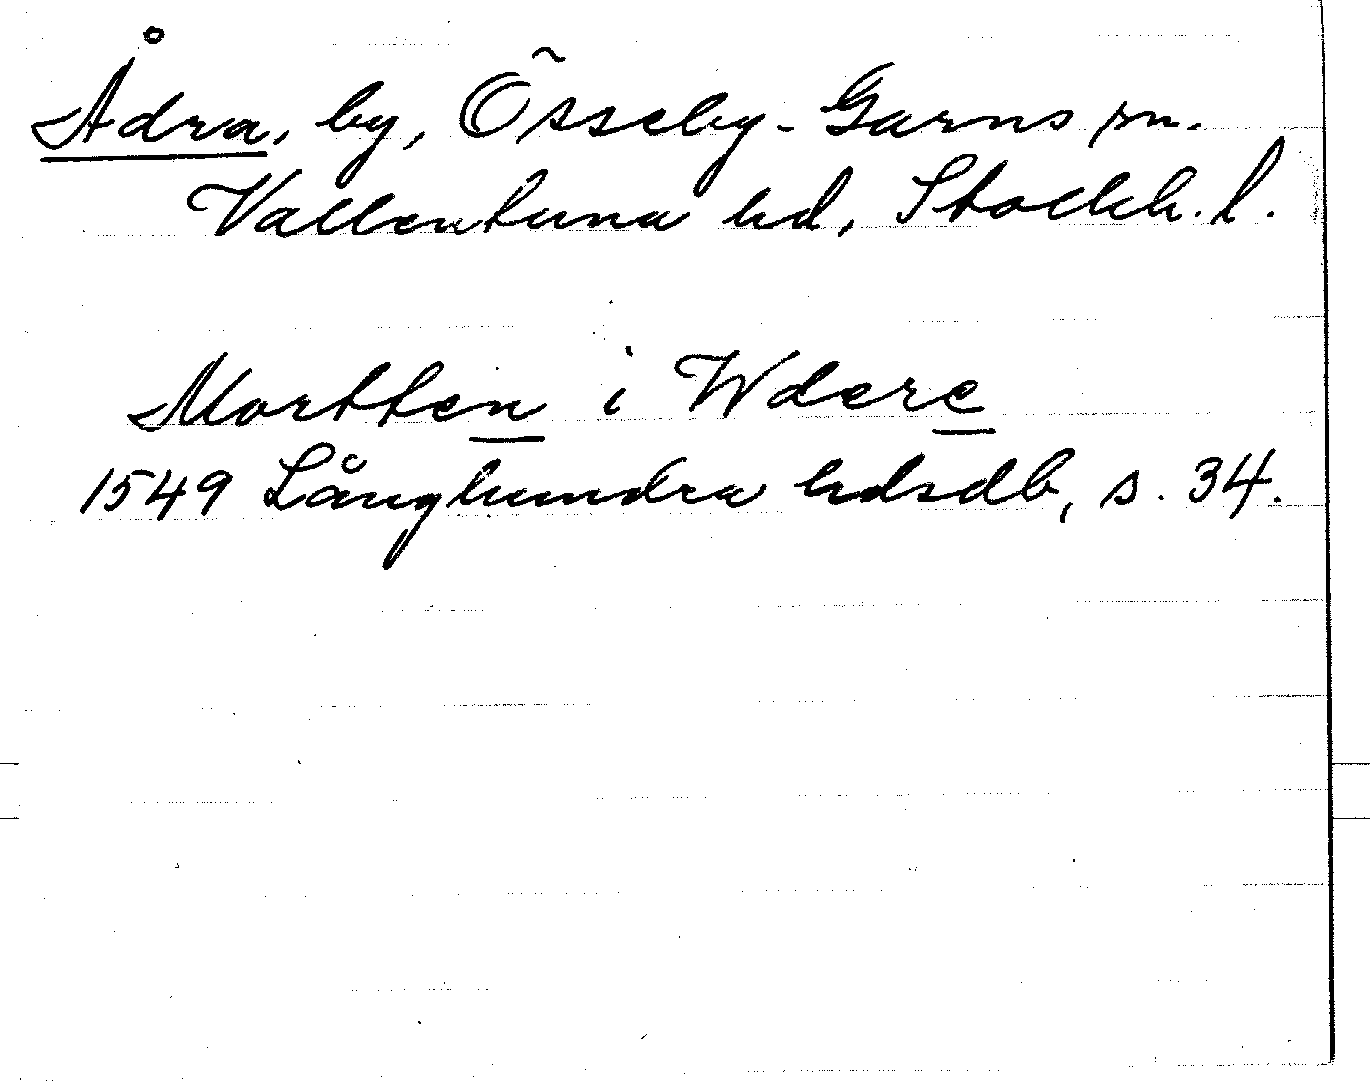 Ådra, by, Össeby-Garns sn.
Vallentuna hd, Stockh. l.
Mortten i Wdere
1549 Långhundra hdsdb, s. 34.